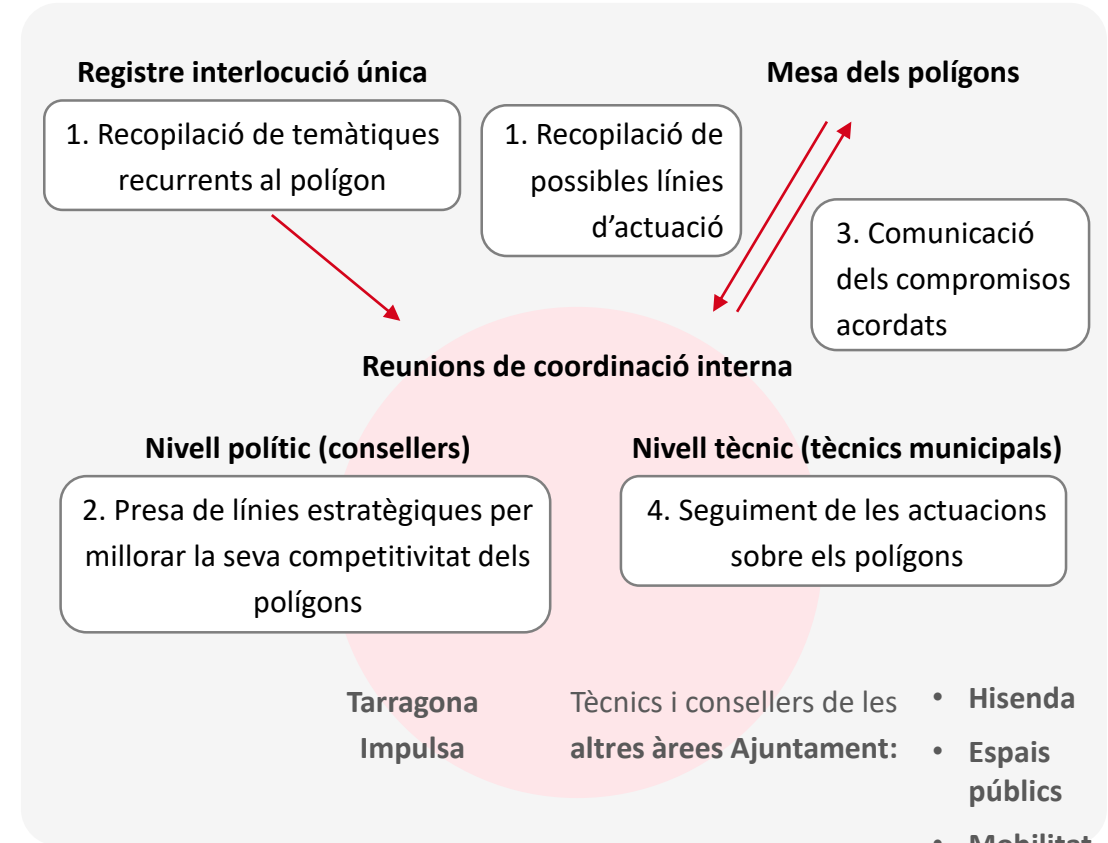 Registre interlocució única
Mesa dels polígons
1. Recopilació de temàtiques
recurrents al polígon
1. Recopilació de
possibles línies
d'actuació
3. Comunicació
dels compromisos
acordats
Reunions de coordinació interna
Nivell polític (consellers)
Nivell tècnic (tècnics municipals)
2. Presa de línies estratègiques per
millorar la seva competitivitat dels
polígons
4. Seguiment de les actuacions
sobre els polígons
Tarragona
Impulsa
Tècnics i consellers de les
altres àrees Ajuntament:
• Hisenda
• Espais
públics
• Mobilitat